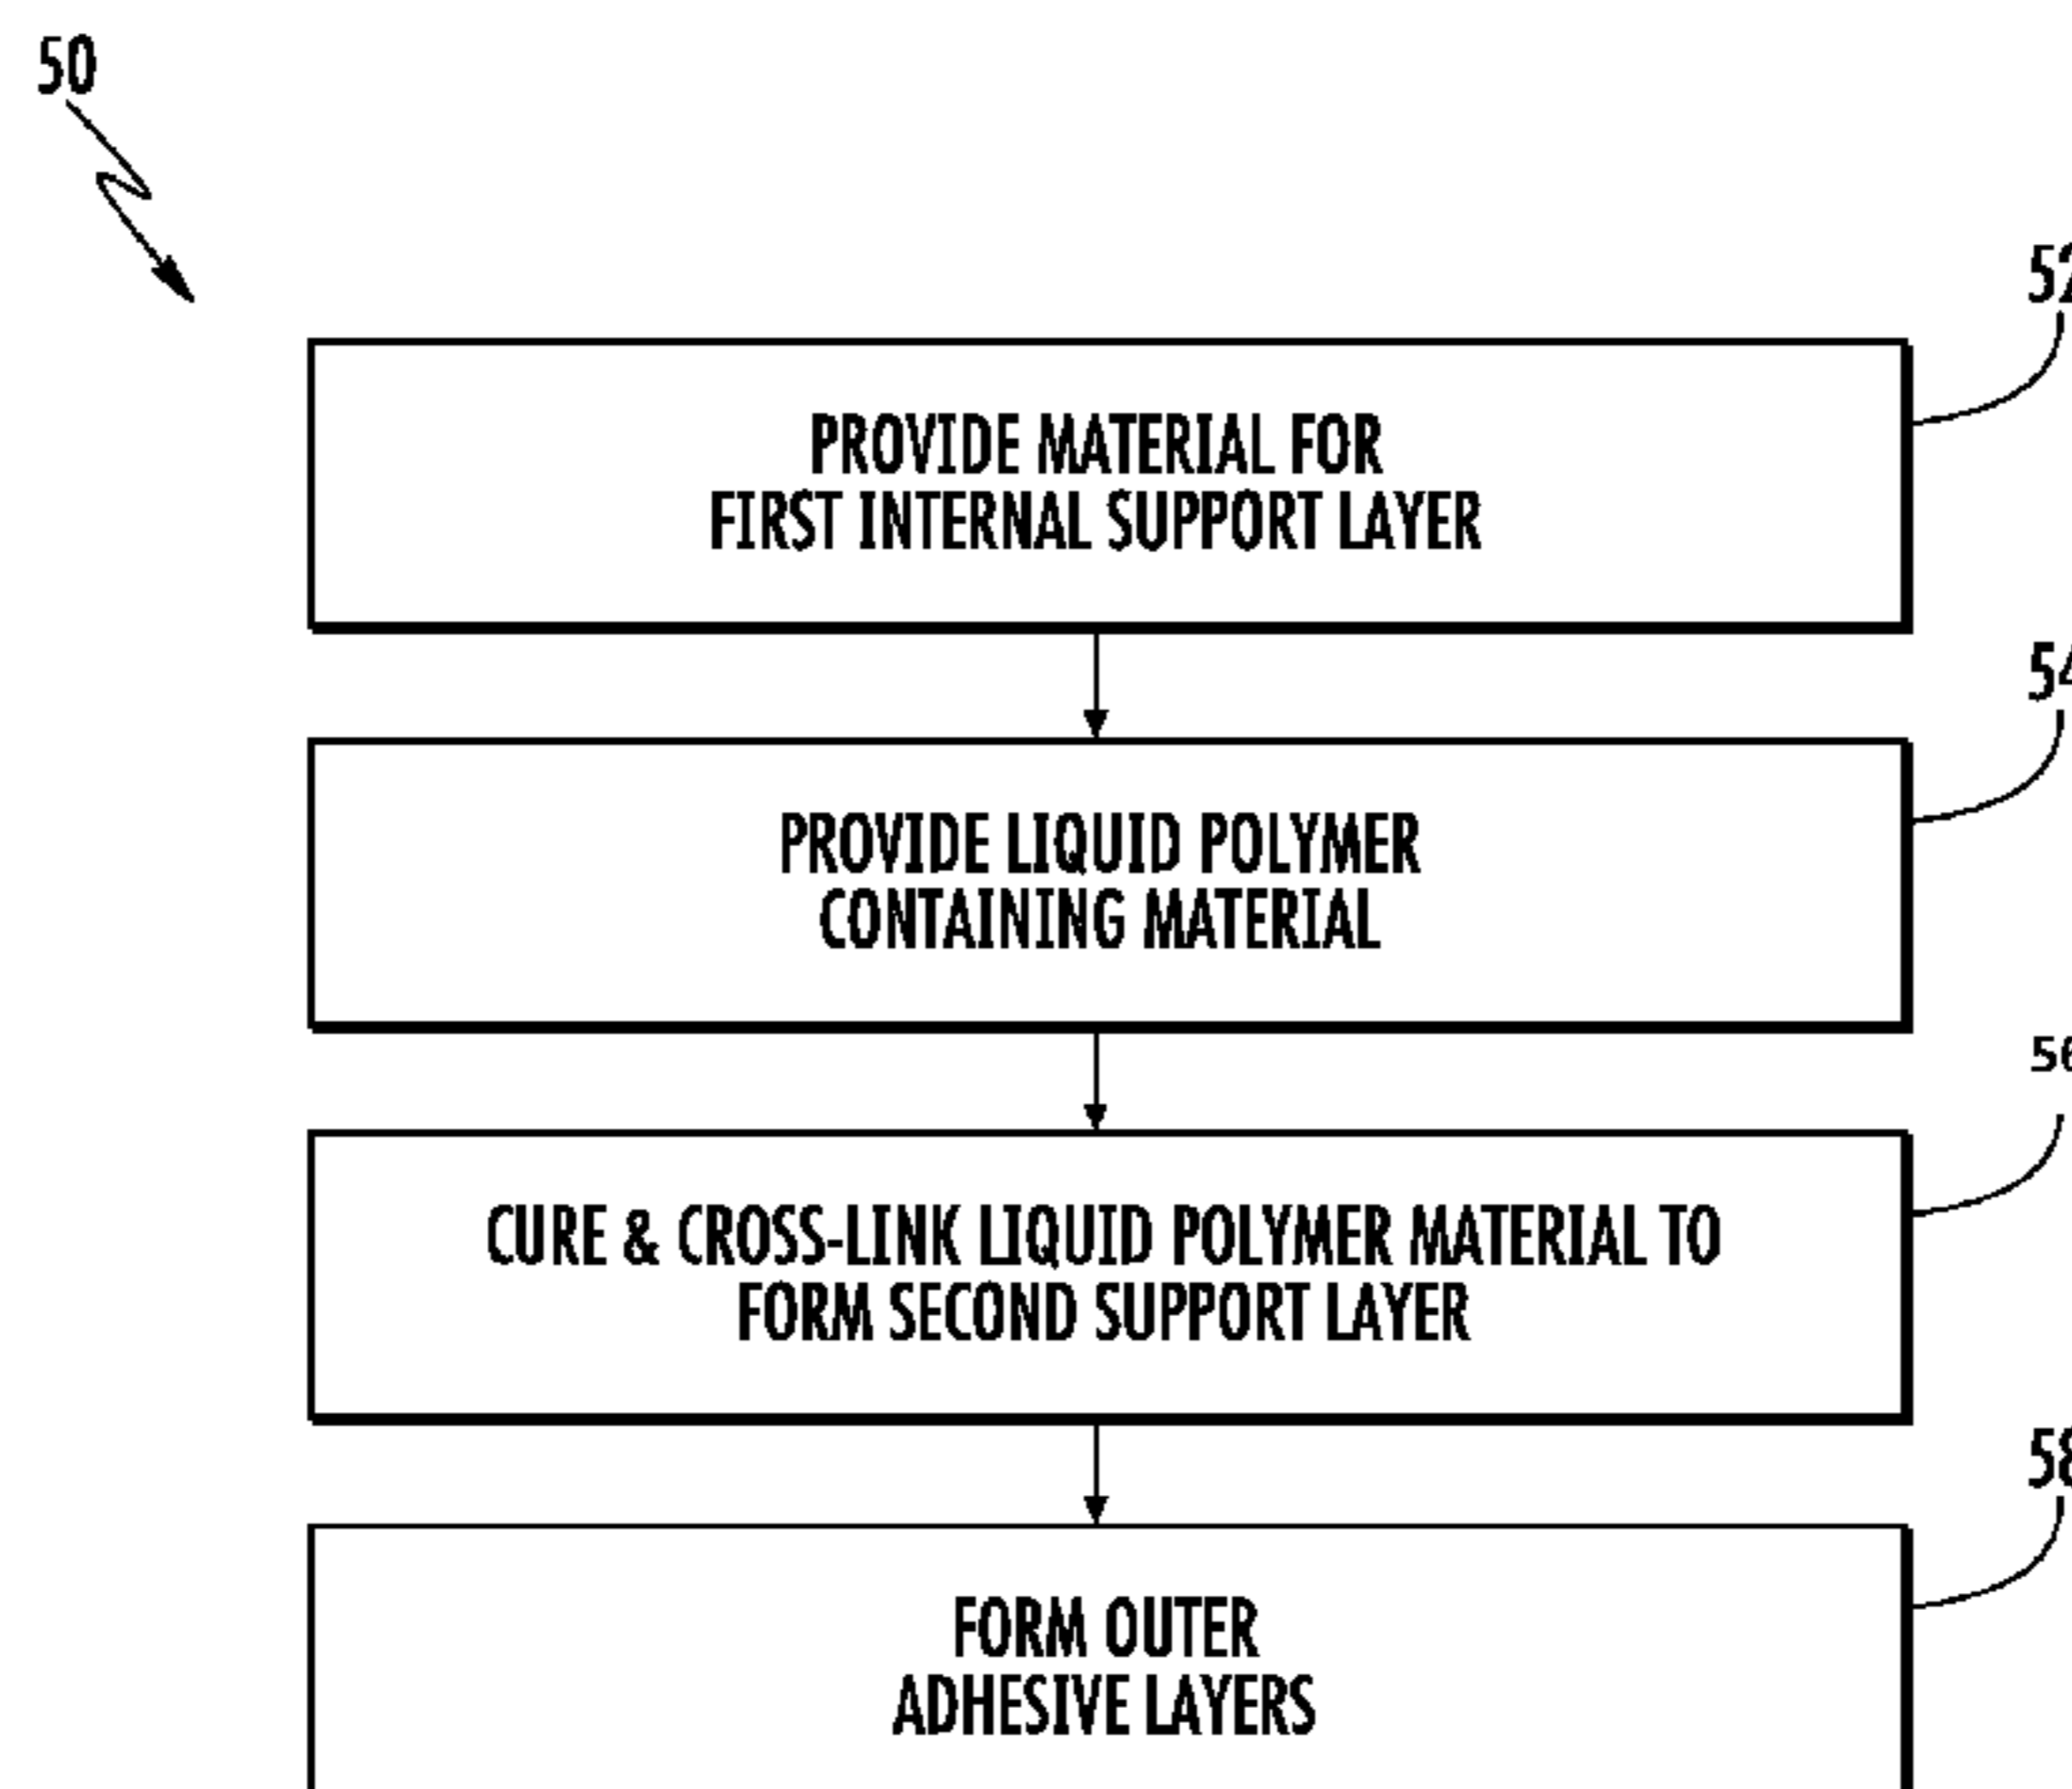 50
52
PROVIDE MATERIAL FOR
FIRST INTERNAL SUPPORT LAYER
54
PROVIDE LIQUID POLYMER
CONTAINING MATERIAL
56
CURE & CROSS-LINK LIQUID POLYMER MATERIAL TO
FORM SECOND SUPPORT LAYER
58
FORM OUTER
ADHESIVE LAYERS